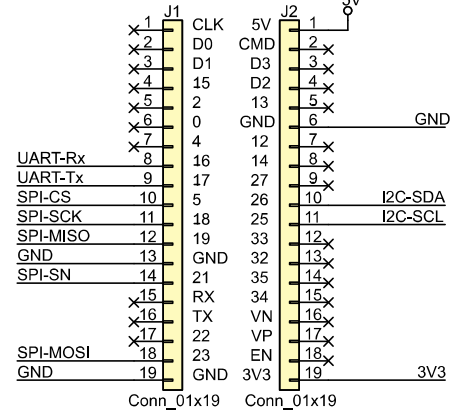 J1 J2 5V
1 CLK 5V 1
2 D0 CMD 2
3 D1 D3 3
4 15 D2 4
5 2 13 5
6 0 GND 6 GND
7 4 12 7
UART-Rx 8 16 14 8
UART-Tx 9 17 27 9
SPI-CS 10 5 26 10 I2C-SDA
SPI-SCK 11 18 25 11 I2C-SCL
SPI-MISO 12 19 33 12
GND 13 GND 32 13
SPI-SN 14 21 35 14
15 RX 34 15
16 TX VN 16
17 22 VP 17
SPI-MOSI 18 23 EN 18
GND 19 GND 3V3 19 3V3
Conn_01x19 Conn_01x19